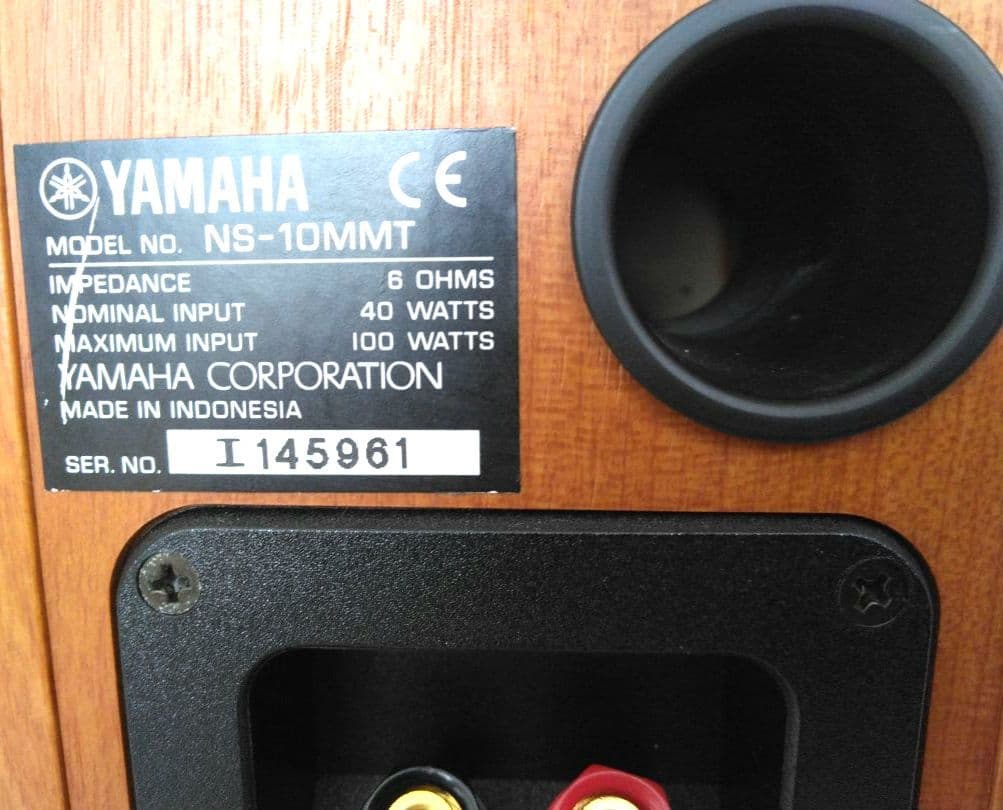 YAMAHA CE
MODEL NO. NS-10MMT
IMPEDANCE 6 OHMS
NOMINAL INPUT 40 WATTS
MAXIMUM INPUT 100 WATTS
YAMAHA CORPORATION
MADE IN INDONESIA
SER. NO. I145961